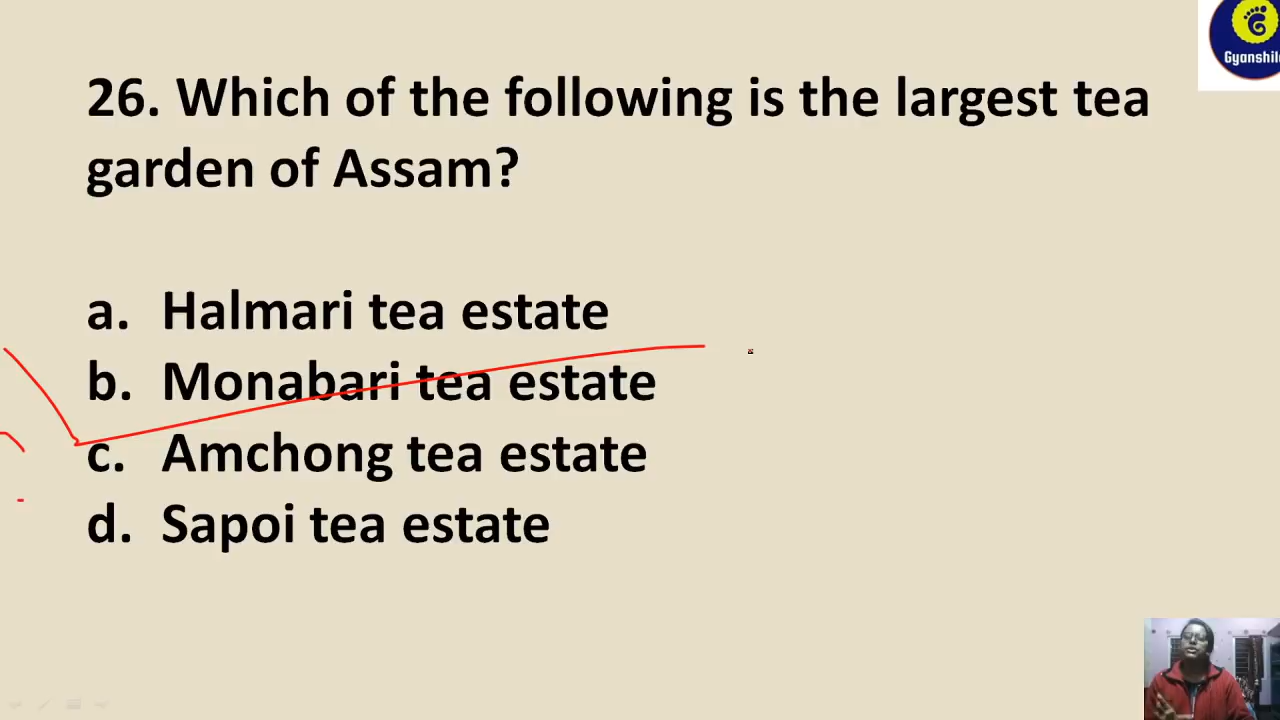 Gyanshila
26. Which of the following is the largest tea
garden of Assam?
a. Halmari tea estate
b. Monabari tea estate
c. Amchong tea estate
d. Sapoi tea estate